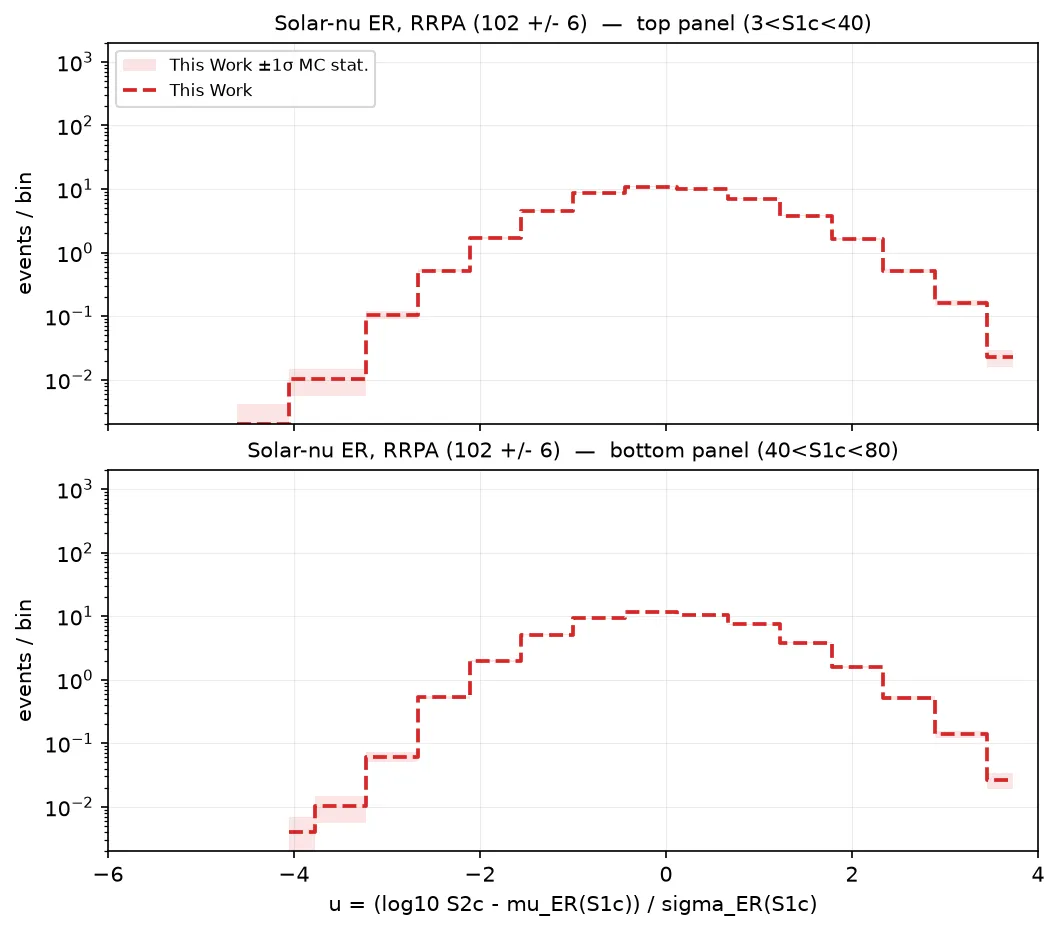 Solar-nu ER, RRPA (102 +/- 6) — top panel (3<S1c<40)
This Work ±1σ MC stat.
This Work
10³
10²
10¹
10⁰
10⁻¹
10⁻²
events / bin
Solar-nu ER, RRPA (102 +/- 6) — bottom panel (40<S1c<80)
10³
10²
10¹
10⁰
10⁻¹
10⁻²
events / bin
−6 −4 −2 0 2 4
u = (log10 S2c - mu_ER(S1c)) / sigma_ER(S1c)